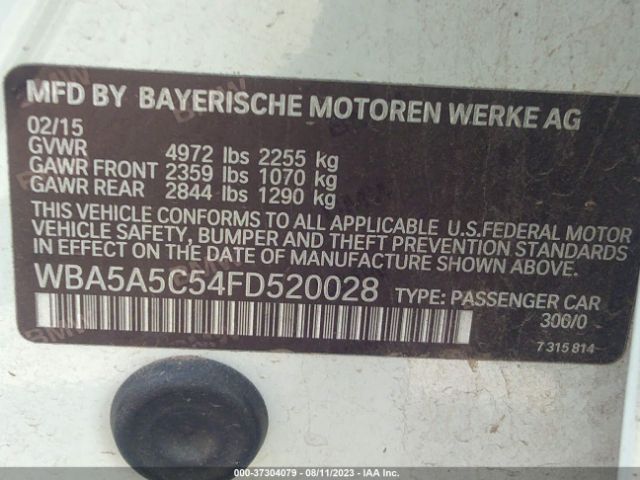 MFD BY BAYERISCHE MOTOREN WERKE AG
02/15
GVWR 4972 lbs 2255 kg
GAWR FRONT 2359 lbs 1070 kg
GAWR REAR 2844 lbs 1290 kg
THIS VEHICLE CONFORMS TO ALL APPLICABLE U.S.FEDERAL MOTOR
VEHICLE SAFETY, BUMPER AND THEFT PREVENTION STANDARDS
IN EFFECT ON THE DATE OF MANUFACTURE SHOWN ABOVE.
WBA5A5C54FD520028 TYPE: PASSENGER CAR
300/0
7 315 814
000-37304079 - 08/11/2023 - IAA Inc.